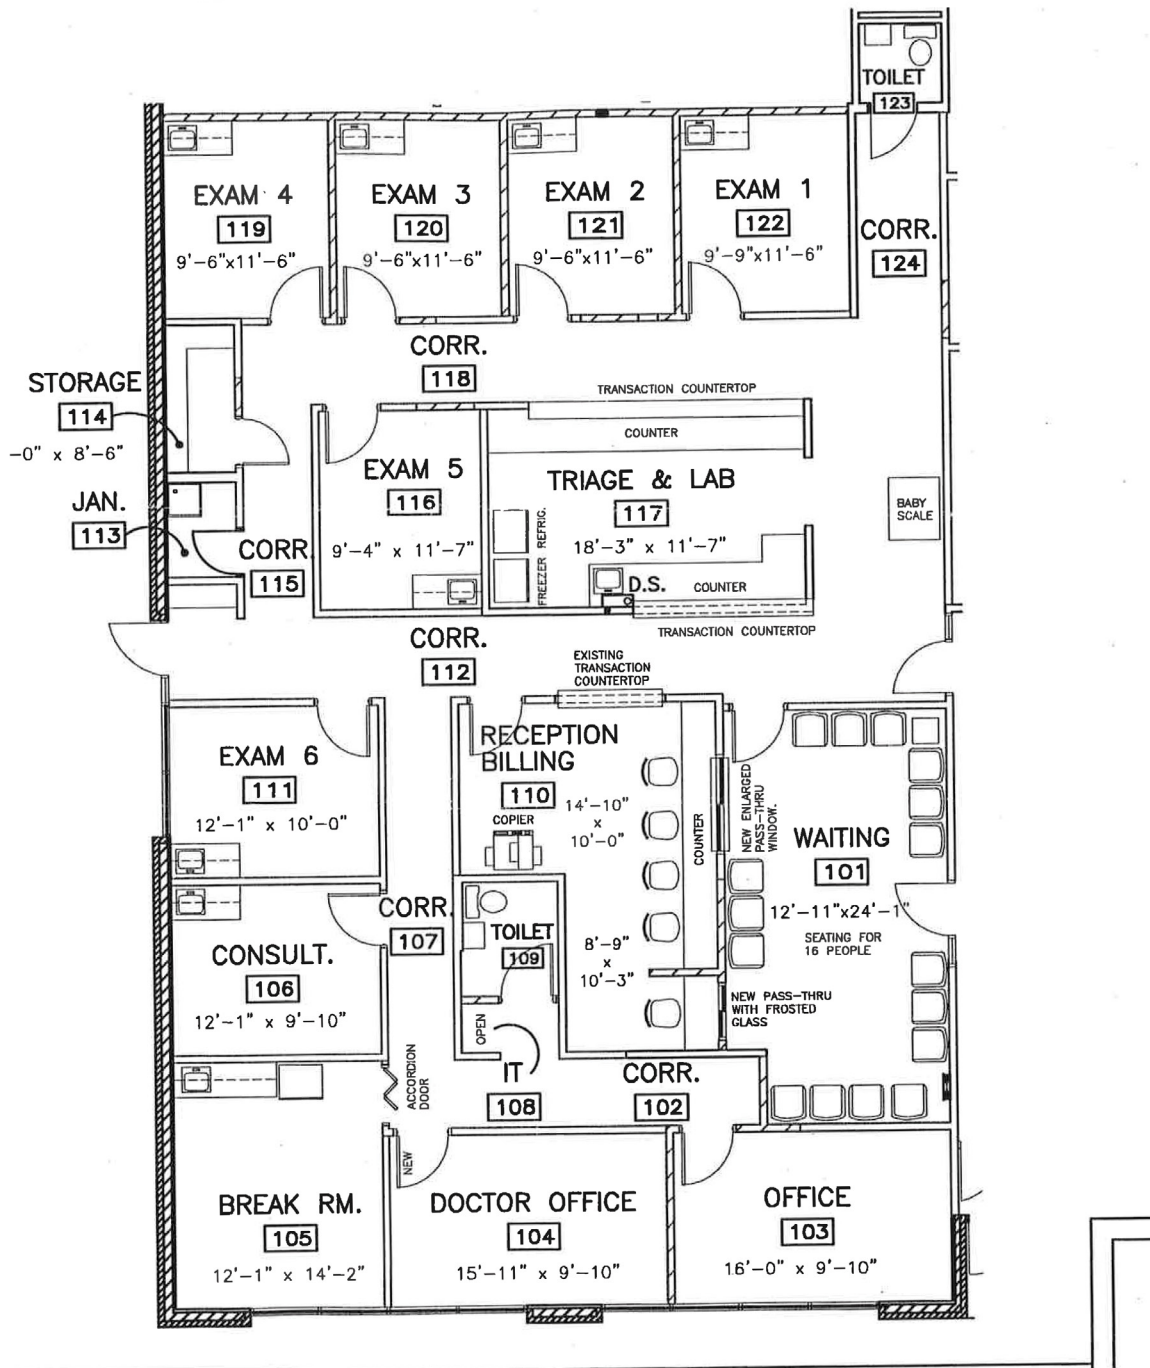 TOILET
123
EXAM 4
119
9'-6"x11'-6"
EXAM 3
120
9'-6"x11'-6"
EXAM 2
121
9'-6"x11'-6"
EXAM 1
122
9'-9"x11'-6"
CORR.
124
CORR.
118
STORAGE
114
-0" x 8'-6"
TRANSACTION COUNTERTOP
COUNTER
EXAM 5
116
9'-4" x 11'-7"
TRIAGE & LAB
117
18'-3" x 11'-7"
FREEZER REFRIG.
BABY
SCALE
JAN.
113
CORR.
115
D.S.
COUNTER
TRANSACTION COUNTERTOP
CORR.
112
EXISTING
TRANSACTION
COUNTERTOP
EXAM 6
111
12'-1" x 10'-0"
RECEPTION
BILLING
110
14'-10"
x
10'-0"
COPIER
COUNTER
NEW ENLARGED
PASS-THRU
WINDOW.
WAITING
101
12'-11"x24'-1"
SEATING FOR
16 PEOPLE
CORR.
107
TOILET
109
8'-9"
x
10'-3"
CONSULT.
106
12'-1" x 9'-10"
NEW PASS-THRU
WITH FROSTED
GLASS
OPEN
IT
108
CORR.
102
ACCORDION
DOOR
NEW
BREAK RM.
105
12'-1" x 14'-2"
DOCTOR OFFICE
104
15'-11" x 9'-10"
OFFICE
103
16'-0" x 9'-10"